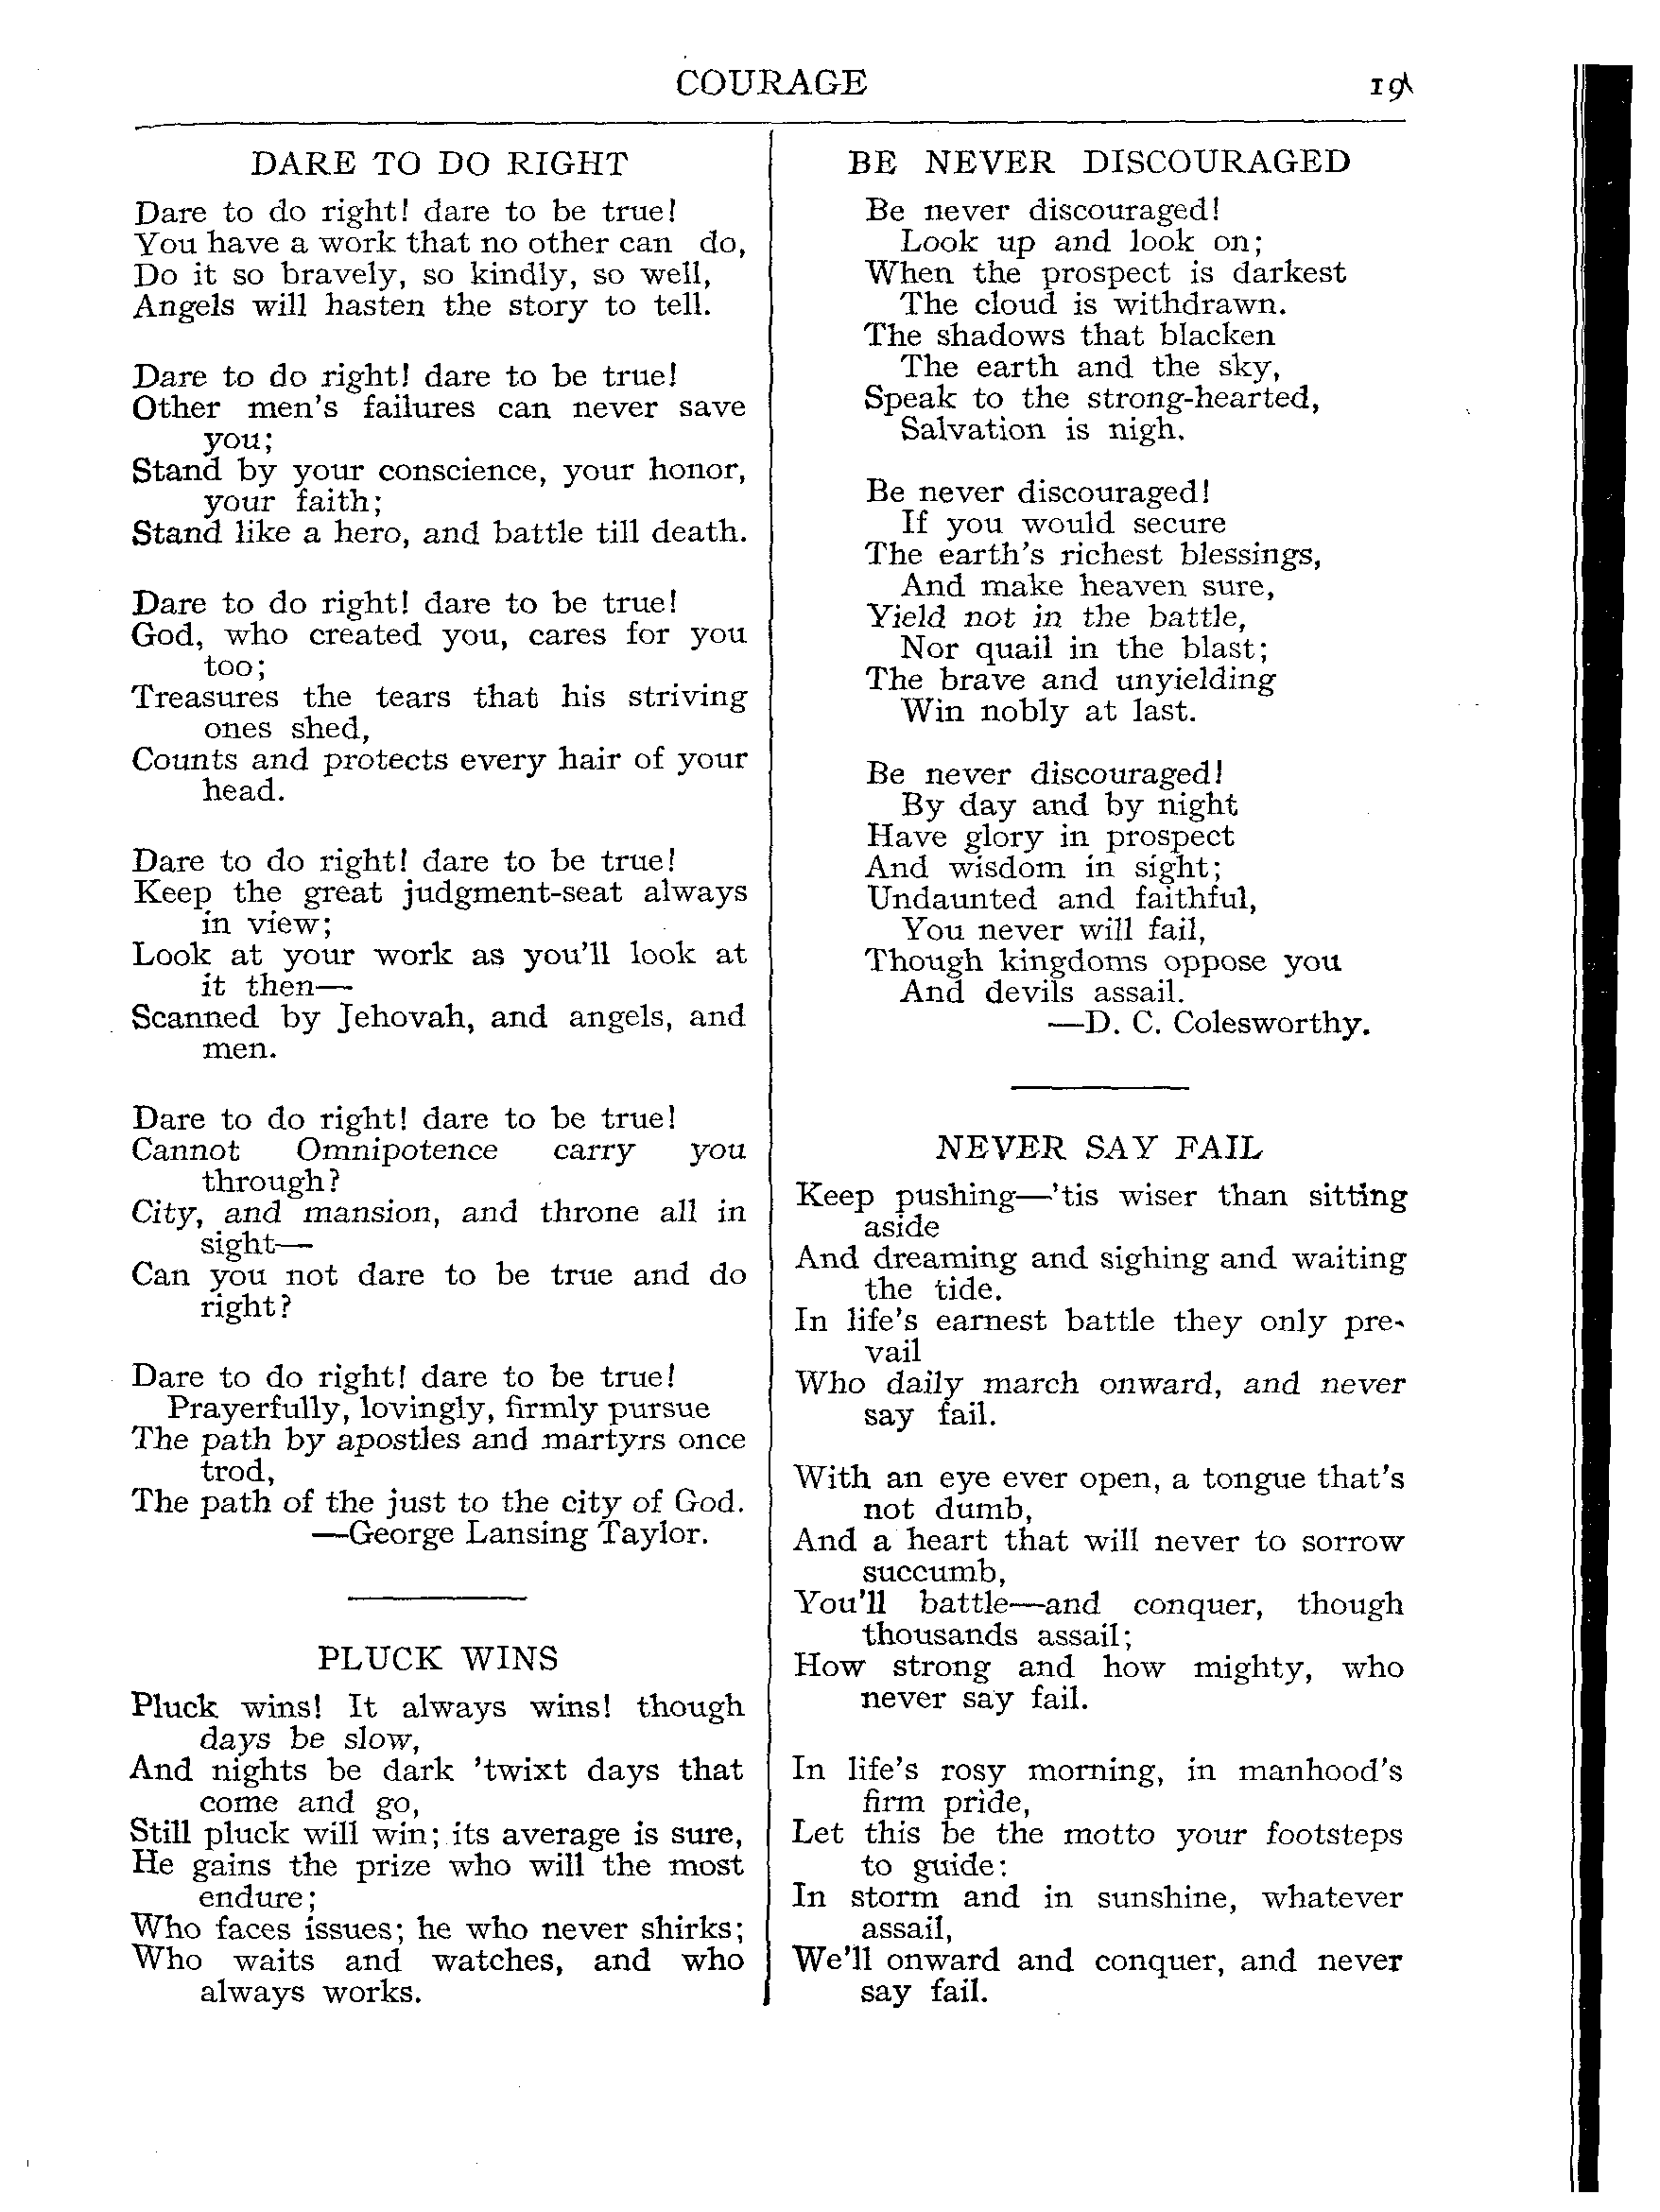 COURAGE 19
DARE TO DO RIGHT
Dare to do right! dare to be true!
You have a work that no other can do,
Do it so bravely, so kindly, so well,
Angels will hasten the story to tell.
Dare to do right! dare to be true!
Other men's failures can never save
you;
Stand by your conscience, your honor,
your faith;
Stand like a hero, and battle till death.
Dare to do right! dare to be true!
God, who created you, cares for you
too;
Treasures the tears that his striving
ones shed,
Counts and protects every hair of your
head.
Dare to do right! dare to be true!
Keep the great judgment-seat always
in view;
Look at your work as you'll look at
it then—
Scanned by Jehovah, and angels, and
men.
Dare to do right! dare to be true!
Cannot Omnipotence carry you
through?
City, and mansion, and throne all in
sight—
Can you not dare to be true and do
right?
Dare to do right! dare to be true!
Prayerfully, lovingly, firmly pursue
The path by apostles and martyrs once
trod,
The path of the just to the city of God.
—George Lansing Taylor.
PLUCK WINS
Pluck wins! It always wins! though
days be slow,
And nights be dark 'twixt days that
come and go,
Still pluck will win; its average is sure,
He gains the prize who will the most
endure;
Who faces issues; he who never shirks;
Who waits and watches, and who
always works.
BE NEVER DISCOURAGED
Be never discouraged!
Look up and look on;
When the prospect is darkest
The cloud is withdrawn.
The shadows that blacken
The earth and the sky,
Speak to the strong-hearted,
Salvation is nigh.
Be never discouraged!
If you would secure
The earth's richest blessings,
And make heaven sure,
Yield not in the battle,
Nor quail in the blast;
The brave and unyielding
Win nobly at last.
Be never discouraged!
By day and by night
Have glory in prospect
And wisdom in sight;
Undaunted and faithful,
You never will fail,
Though kingdoms oppose you
And devils assail.
—D. C. Colesworthy.
NEVER SAY FAIL
Keep pushing—'tis wiser than sitting
aside
And dreaming and sighing and waiting
the tide.
In life's earnest battle they only pre-
vail
Who daily march onward, and never
say fail.
With an eye ever open, a tongue that's
not dumb,
And a heart that will never to sorrow
succumb,
You'll battle—and conquer, though
thousands assail;
How strong and how mighty, who
never say fail.
In life's rosy morning, in manhood's
firm pride,
Let this be the motto your footsteps
to guide:
In storm and in sunshine, whatever
assail,
We'll onward and conquer, and never
say fail.